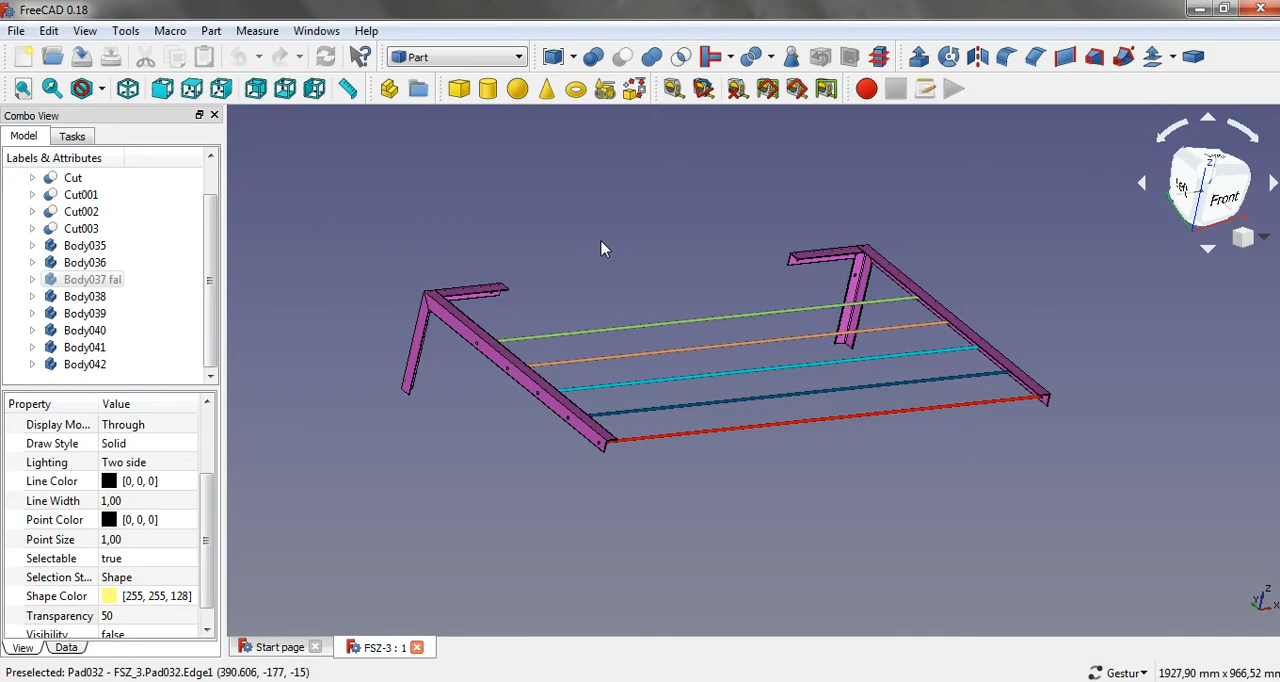 FreeCAD 0.18
File Edit View Tools Macro Part Measure Windows Help
Part
Combo View
Model Tasks
Labels & Attributes
Cut
Cut001
Cut002
Cut003
Body035
Body036
Body037 fal
Body038
Body039
Body040
Body041
Body042
Property Value
Display Mo... Through
Draw Style Solid
Lighting Two side
Line Color [0, 0, 0]
Line Width 1,00
Point Color [0, 0, 0]
Point Size 1,00
Selectable true
Selection St... Shape
Shape Color [255, 255, 128]
Transparency 50
Visibility false
View Data
Left Front
Z
X
Z
Y
X
Start page FSZ-3 : 1
Preselected: Pad032 - FSZ_3.Pad032.Edge1 (390.606, -177, -15)
Gestur 1927,90 mm x 966,52 mm